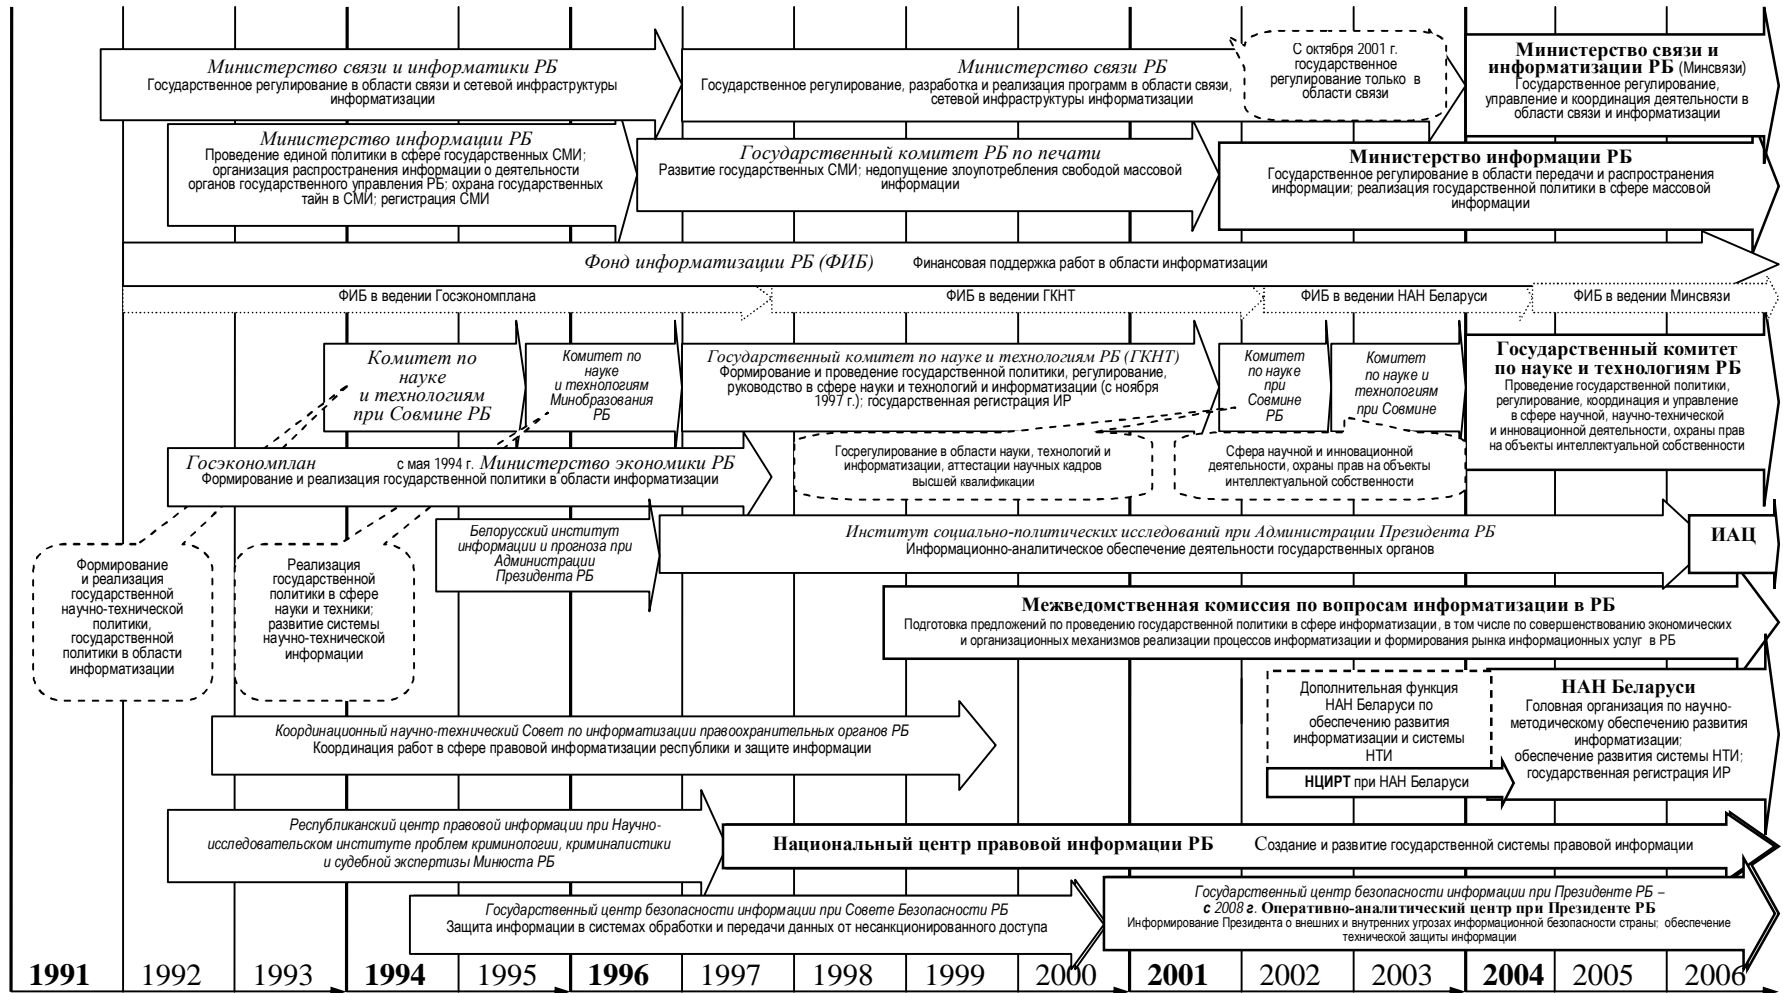 Министерство связи и информатики РБ
Государственное регулирование в области связи и сетевой инфраструктуры
информатизации
Министерство связи РБ
Государственное регулирование, разработка и реализация программ в области связи,
сетевой инфраструктуры информатизации
С октября 2001 г.
государственное
регулирование только в
области связи
Министерство связи и
информатизации РБ (Минсвязи)
Государственное регулирование,
управление и координация деятельности в
области связи и информатизации
Министерство информации РБ
Проведение единой политики в сфере государственных СМИ;
организация распространения информации о деятельности
органов государственного управления РБ; охрана государственных
тайн в СМИ; регистрация СМИ
Государственный комитет РБ по печати
Развитие государственных СМИ; недопущение злоупотребления свободой массовой
информации
Министерство информации РБ
Государственное регулирование в области передачи и распространения
информации; реализация государственной политики в сфере массовой
информации
Фонд информатизации РБ (ФИБ) Финансовая поддержка работ в области информатизации
ФИБ в ведении Госэкономплана
ФИБ в ведении ГКНТ
ФИБ в ведении НАН Беларуси
ФИБ в ведении Минсвязи
Комитет по
науке
и технологиям
при Совмине РБ
Комитет по
науке
и технологиям
Минобразования
РБ
Государственный комитет по науке и технологиям РБ (ГКНТ)
Формирование и проведение государственной политики, регулирование,
руководство в сфере науки и технологий и информатизации (с ноября
1997 г.); государственная регистрация ИР
Комитет
по науке
при
Совмине
РБ
Комитет
по науке и
технологиям
при Совмине
Государственный комитет
по науке и технологиям РБ
Проведение государственной политики,
регулирование, координация и управление
в сфере научной, научно-технической
и инновационной деятельности, охраны прав
на объекты интеллектуальной собственности
Госэкономплан с мая 1994 г. Министерство экономики РБ
Формирование и реализация государственной политики в области информатизации
Госрегулирование в области науки, технологий и
информатизации, аттестации научных кадров
высшей квалификации
Сфера научной и инновационной
деятельности, охраны прав на объекты
интеллектуальной собственности
Белорусский институт
информации и прогноза при
Администрации
Президента РБ
Институт социально-политических исследований при Администрации Президента РБ
Информационно-аналитическое обеспечение деятельности государственных органов
ИАЦ
Формирование
и реализация
государственной
научно-технической
политики,
государственной
политики в области
информатизации
Реализация
государственной
политики в сфере
науки и техники;
развитие системы
научно-технической
информации
Межведомственная комиссия по вопросам информатизации в РБ
Подготовка предложений по проведению государственной политики в сфере информатизации, в том числе по совершенствованию экономических
и организационных механизмов реализации процессов информатизации и формирования рынка информационных услуг в РБ
Дополнительная функция
НАН Беларуси по
обеспечению развития
информатизации и системы
НТИ
НЦИРТ при НАН Беларуси
НАН Беларуси
Головная организация по научно-
методическому обеспечению развития
информатизации;
обеспечение развития системы НТИ;
государственная регистрация ИР
Координационный научно-технический Совет по информатизации правоохранительных органов РБ
Координация работ в сфере правовой информатизации республики и защите информации
Республиканский центр правовой информации при Научно-
исследовательском институте проблем криминологии, криминалистики
и судебной экспертизы Минюста РБ
Национальный центр правовой информации РБ Создание и развитие государственной системы правовой информации
Государственный центр безопасности информации при Совете Безопасности РБ
Защита информации в системах обработки и передачи данных от несанкционированного доступа
Государственный центр безопасности информации при Президенте РБ –
с 2008 г. Оперативно-аналитический центр при Президенте РБ
Информирование Президента о внешних и внутренних угрозах информационной безопасности страны; обеспечение
технической защиты информации
1991 1992 1993 1994 1995 1996 1997 1998 1999 2000 2001 2002 2003 2004 2005 2006